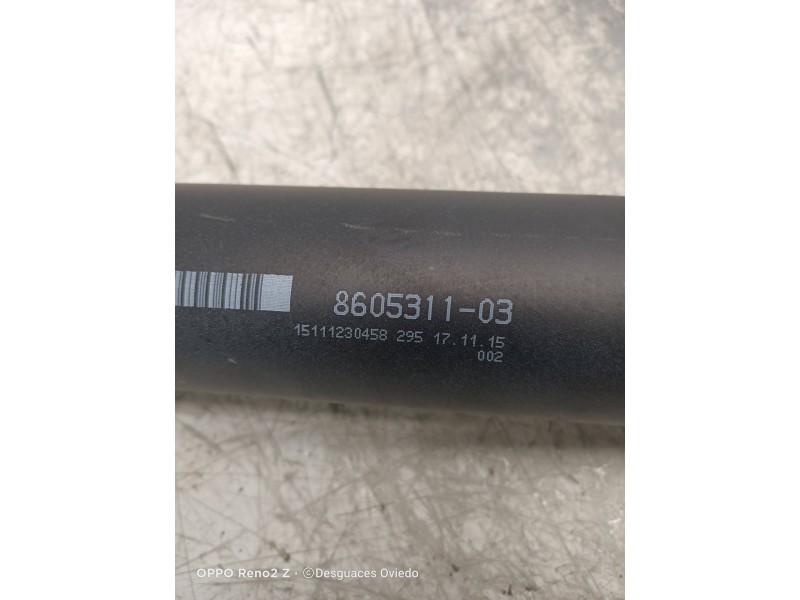 8605311-03
15111230458 295 17.11.15
002
OPPO Reno2 Z · ©Desguaces Oviedo